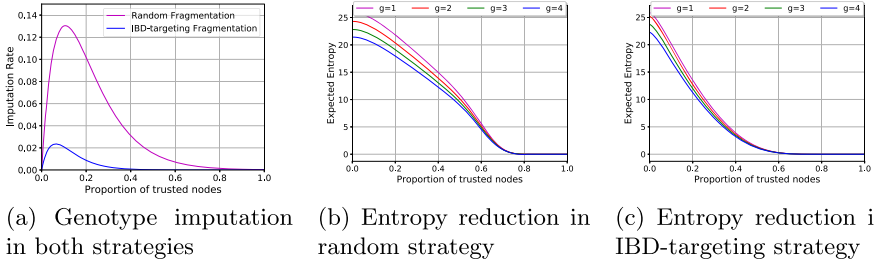 Random Fragmentation
IBD-targeting Fragmentation
Imputation Rate
0.14
0.12
0.10
0.08
0.06
0.04
0.02
0.00
0.0 0.2 0.4 0.6 0.8 1.0
Proportion of trusted nodes
(a) Genotype imputation
in both strategies
g=1 g=2 g=3 g=4
Expected Entropy
25
20
15
10
5
0
0.0 0.2 0.4 0.6 0.8 1.0
Proportion of trusted nodes
(b) Entropy reduction in
random strategy
g=1 g=2 g=3 g=4
Expected Entropy
25
20
15
10
5
0
0.0 0.2 0.4 0.6 0.8 1.0
Proportion of trusted nodes
(c) Entropy reduction i
IBD-targeting strategy